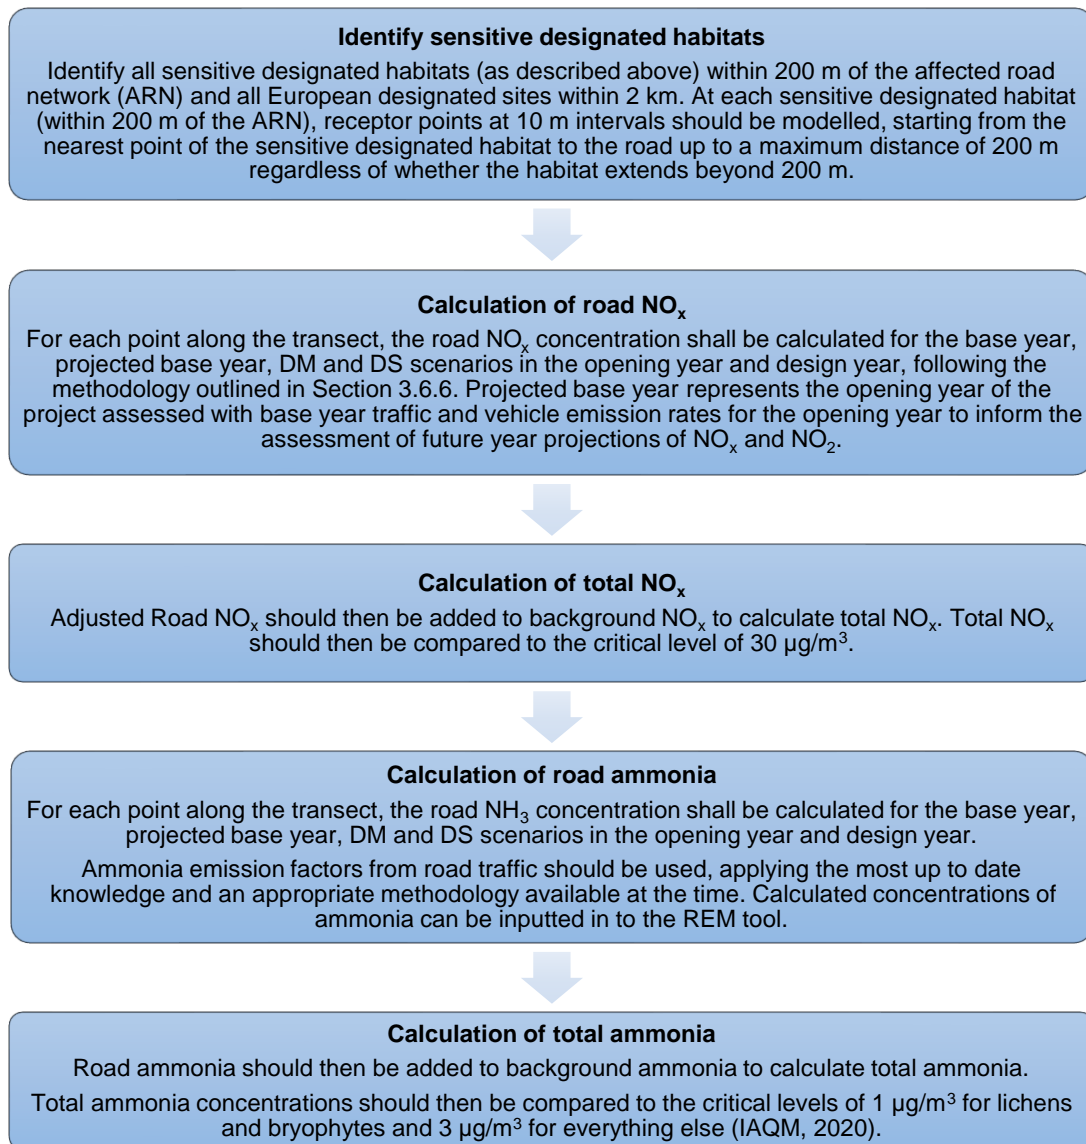 Identify sensitive designated habitats
Identify all sensitive designated habitats (as described above) within 200 m of the affected road
network (ARN) and all European designated sites within 2 km. At each sensitive designated habitat
(within 200 m of the ARN), receptor points at 10 m intervals should be modelled, starting from the
nearest point of the sensitive designated habitat to the road up to a maximum distance of 200 m
regardless of whether the habitat extends beyond 200 m.
Calculation of road NOₓ
For each point along the transect, the road NOₓ concentration shall be calculated for the base year,
projected base year, DM and DS scenarios in the opening year and design year, following the
methodology outlined in Section 3.6.6. Projected base year represents the opening year of the
project assessed with base year traffic and vehicle emission rates for the opening year to inform the
assessment of future year projections of NOₓ and NO₂.
Calculation of total NOₓ
Adjusted Road NOₓ should then be added to background NOₓ to calculate total NOₓ. Total NOₓ
should then be compared to the critical level of 30 µg/m³.
Calculation of road ammonia
For each point along the transect, the road NH₃ concentration shall be calculated for the base year,
projected base year, DM and DS scenarios in the opening year and design year.
Ammonia emission factors from road traffic should be used, applying the most up to date
knowledge and an appropriate methodology available at the time. Calculated concentrations of
ammonia can be inputted in to the REM tool.
Calculation of total ammonia
Road ammonia should then be added to background ammonia to calculate total ammonia.
Total ammonia concentrations should then be compared to the critical levels of 1 µg/m³ for lichens
and bryophytes and 3 µg/m³ for everything else (IAQM, 2020).